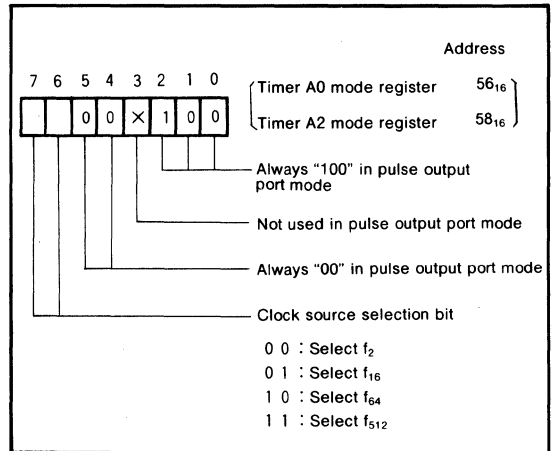 Address
7 6 5 4 3 2 1 0
Timer A0 mode register 56₁₆
0 0 × 1 0 0
Timer A2 mode register 58₁₆
Always "100" in pulse output
port mode
Not used in pulse output port mode
Always "00" in pulse output port mode
Clock source selection bit
0 0 : Select f₂
0 1 : Select f₁₆
1 0 : Select f₆₄
1 1 : Select f₅₁₂